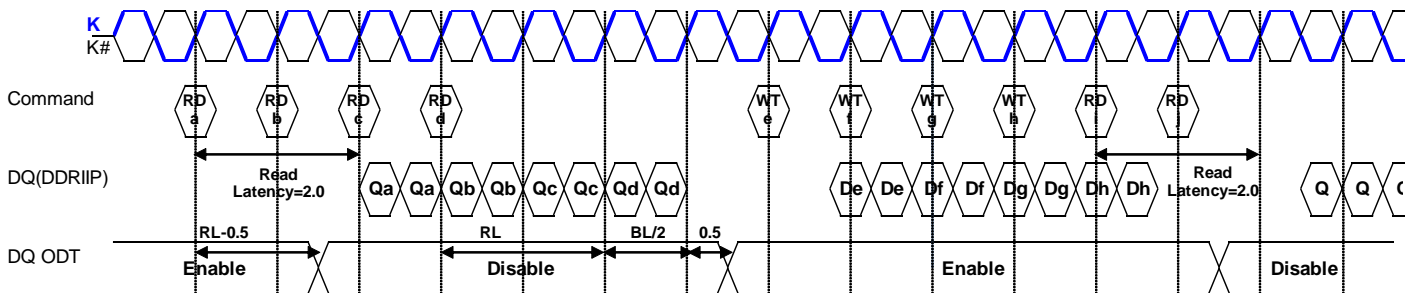 K
K#
Command
RD a
RD b
RD c
RD d
WT e
WT f
WT g
WT h
RD i
RD j
Read Latency=2.0
Read Latency=2.0
DQ(DDRIIP)
Qa Qa Qb Qb Qc Qc Qd Qd
De De Df Df Dg Dg Dh Dh
Q Q
RL-0.5
RL
BL/2
0.5
DQ ODT
Enable
Disable
Enable
Disable